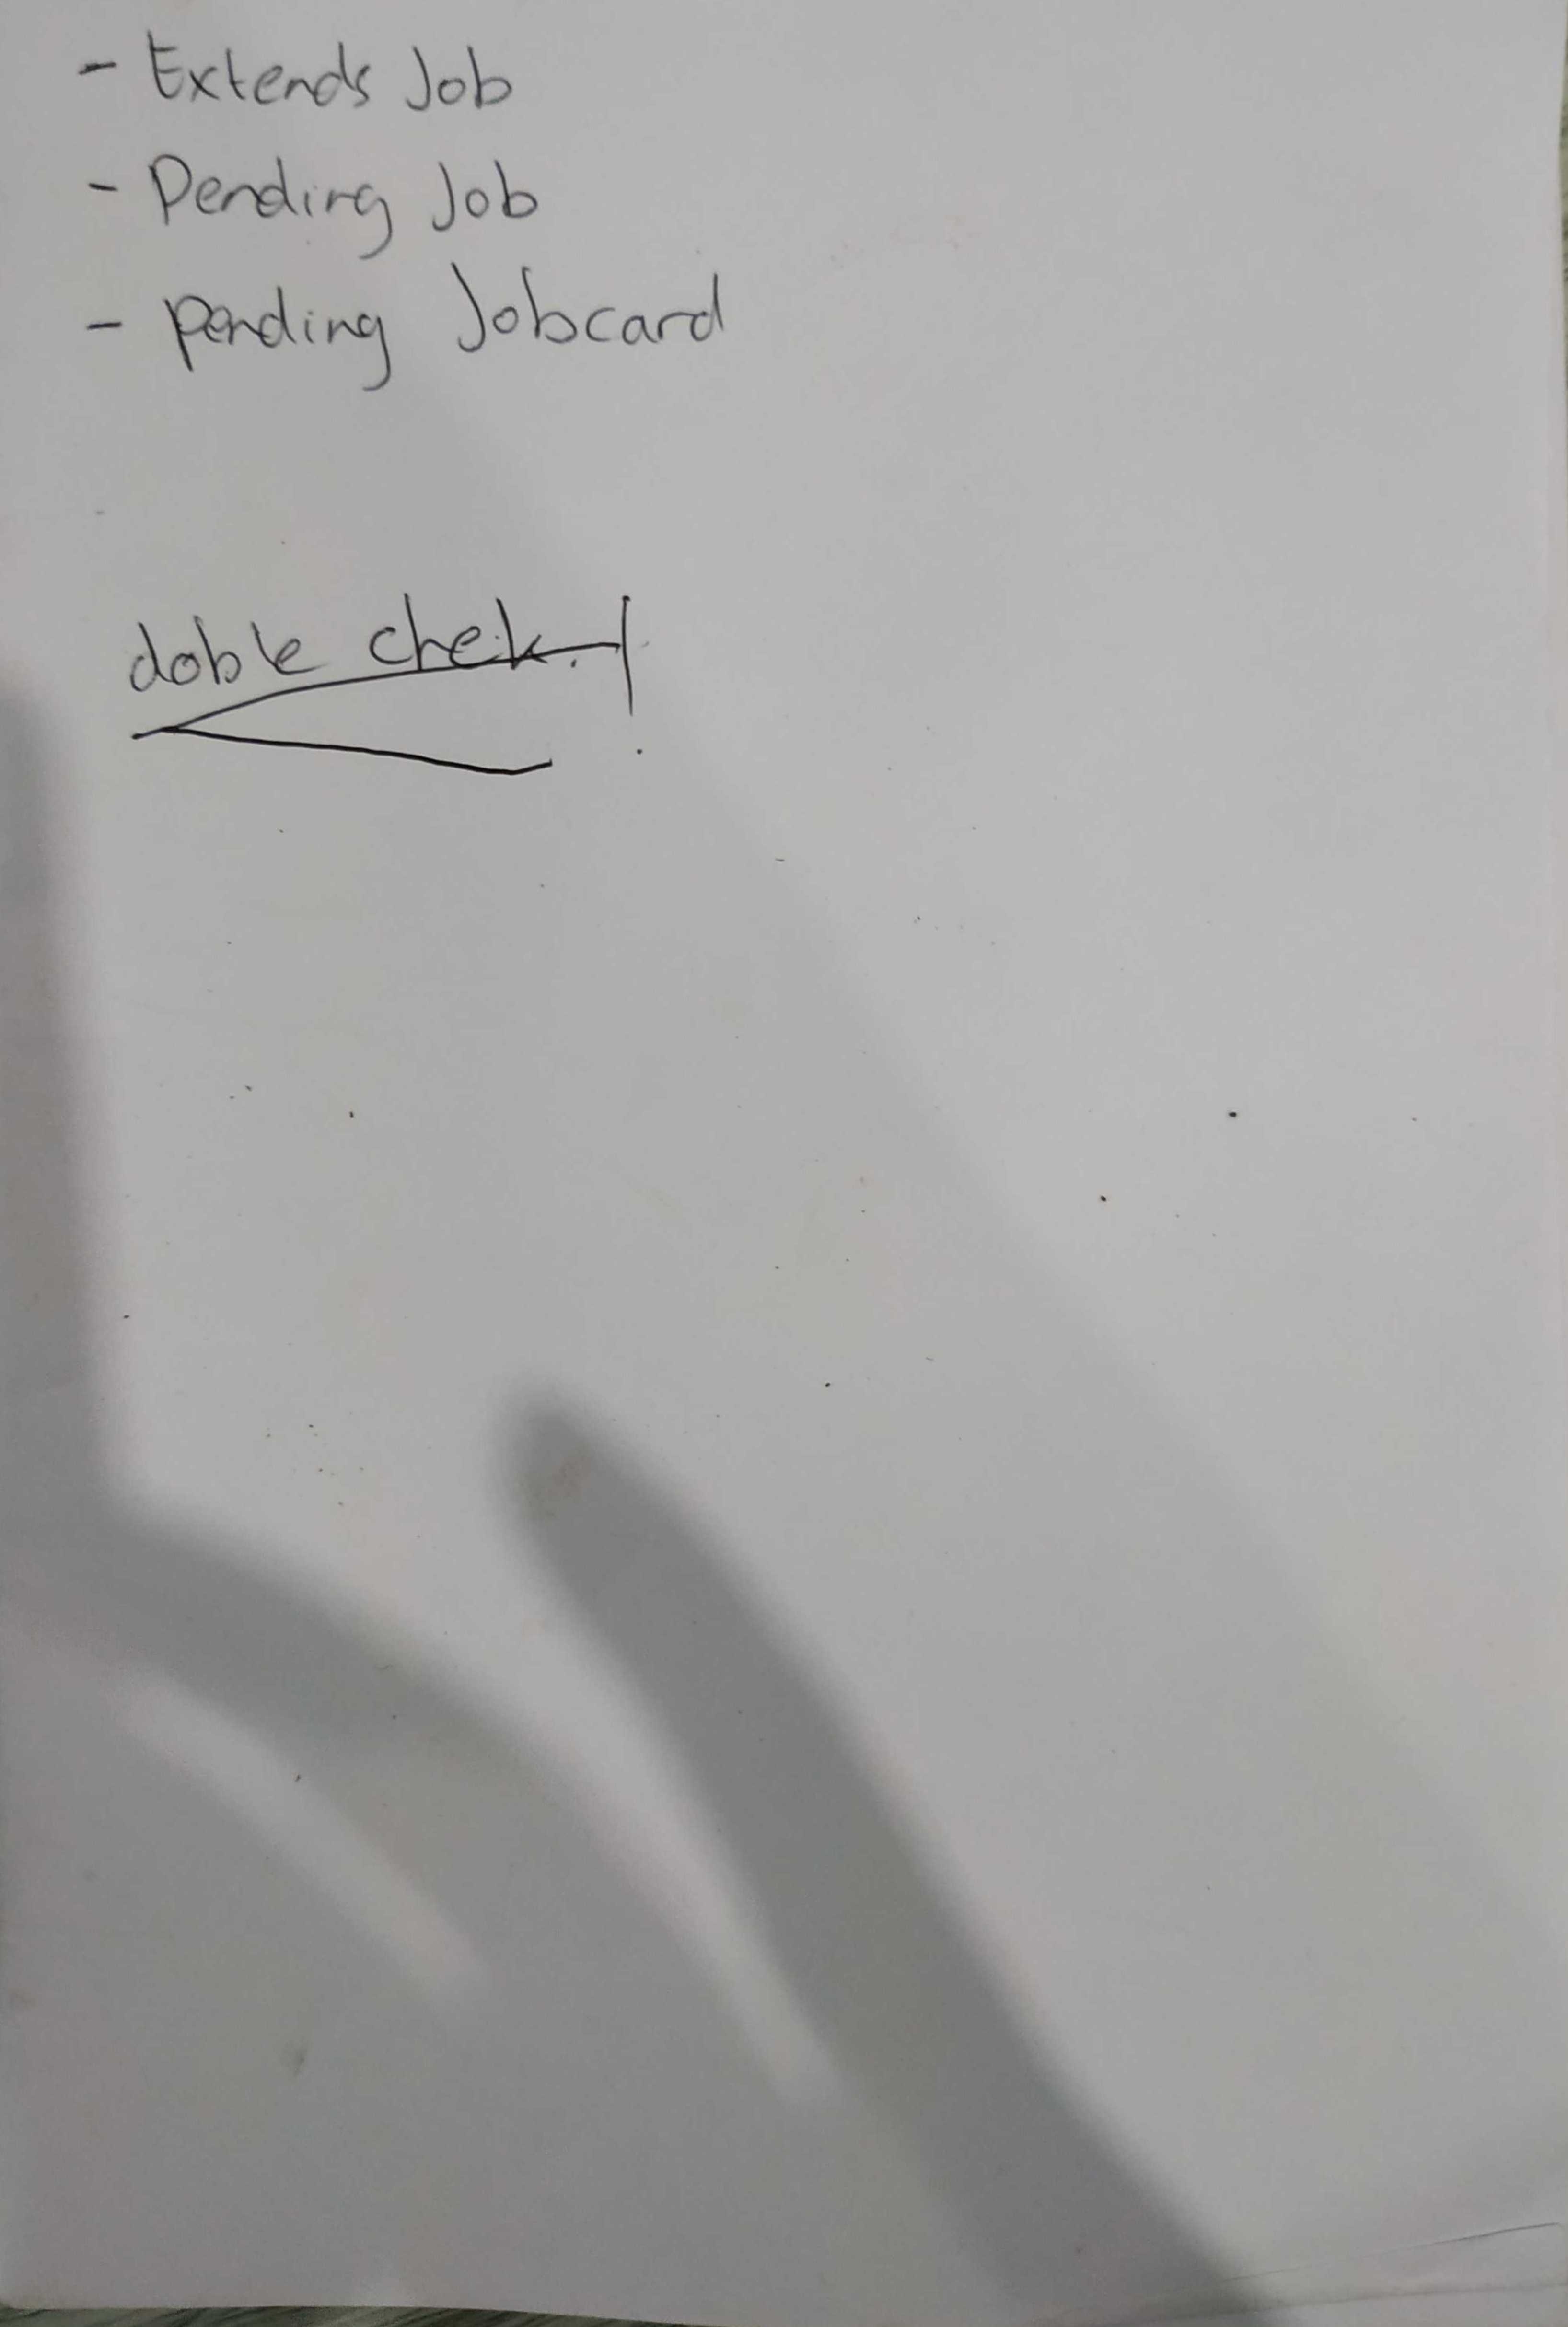 - Extends Job
- Pending Job
- pending Jobcard
doble chek. !